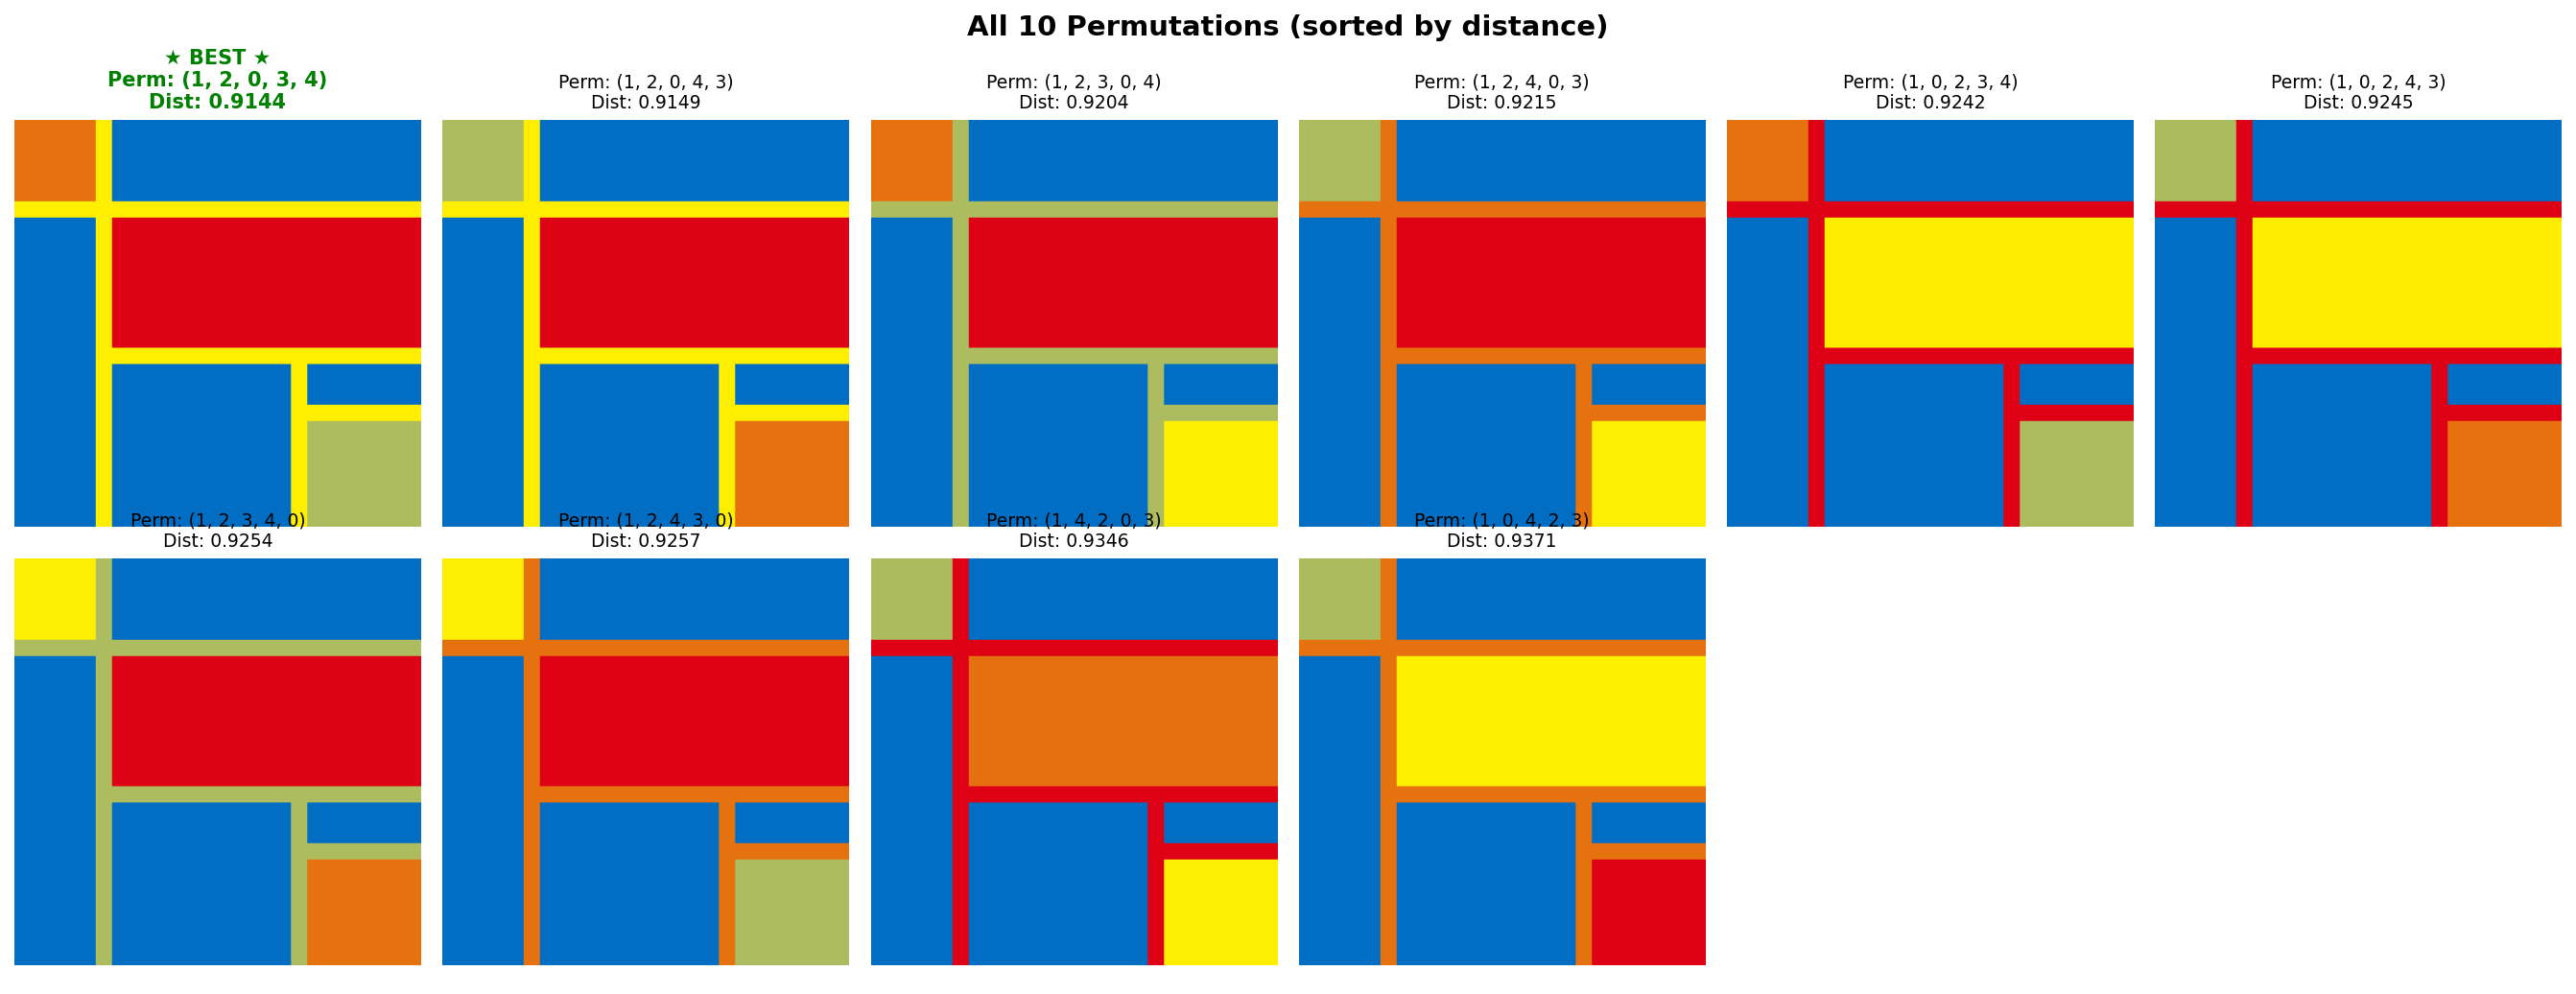 All 10 Permutations (sorted by distance)
★ BEST ★
Perm: (1, 2, 0, 3, 4)
Dist: 0.9144
Perm: (1, 2, 0, 4, 3)
Dist: 0.9149
Perm: (1, 2, 3, 0, 4)
Dist: 0.9204
Perm: (1, 2, 4, 0, 3)
Dist: 0.9215
Perm: (1, 0, 2, 3, 4)
Dist: 0.9242
Perm: (1, 0, 2, 4, 3)
Dist: 0.9245
Perm: (1, 2, 3, 4, 0)
Dist: 0.9254
Perm: (1, 2, 4, 3, 0)
Dist: 0.9257
Perm: (1, 4, 2, 0, 3)
Dist: 0.9346
Perm: (1, 0, 4, 2, 3)
Dist: 0.9371